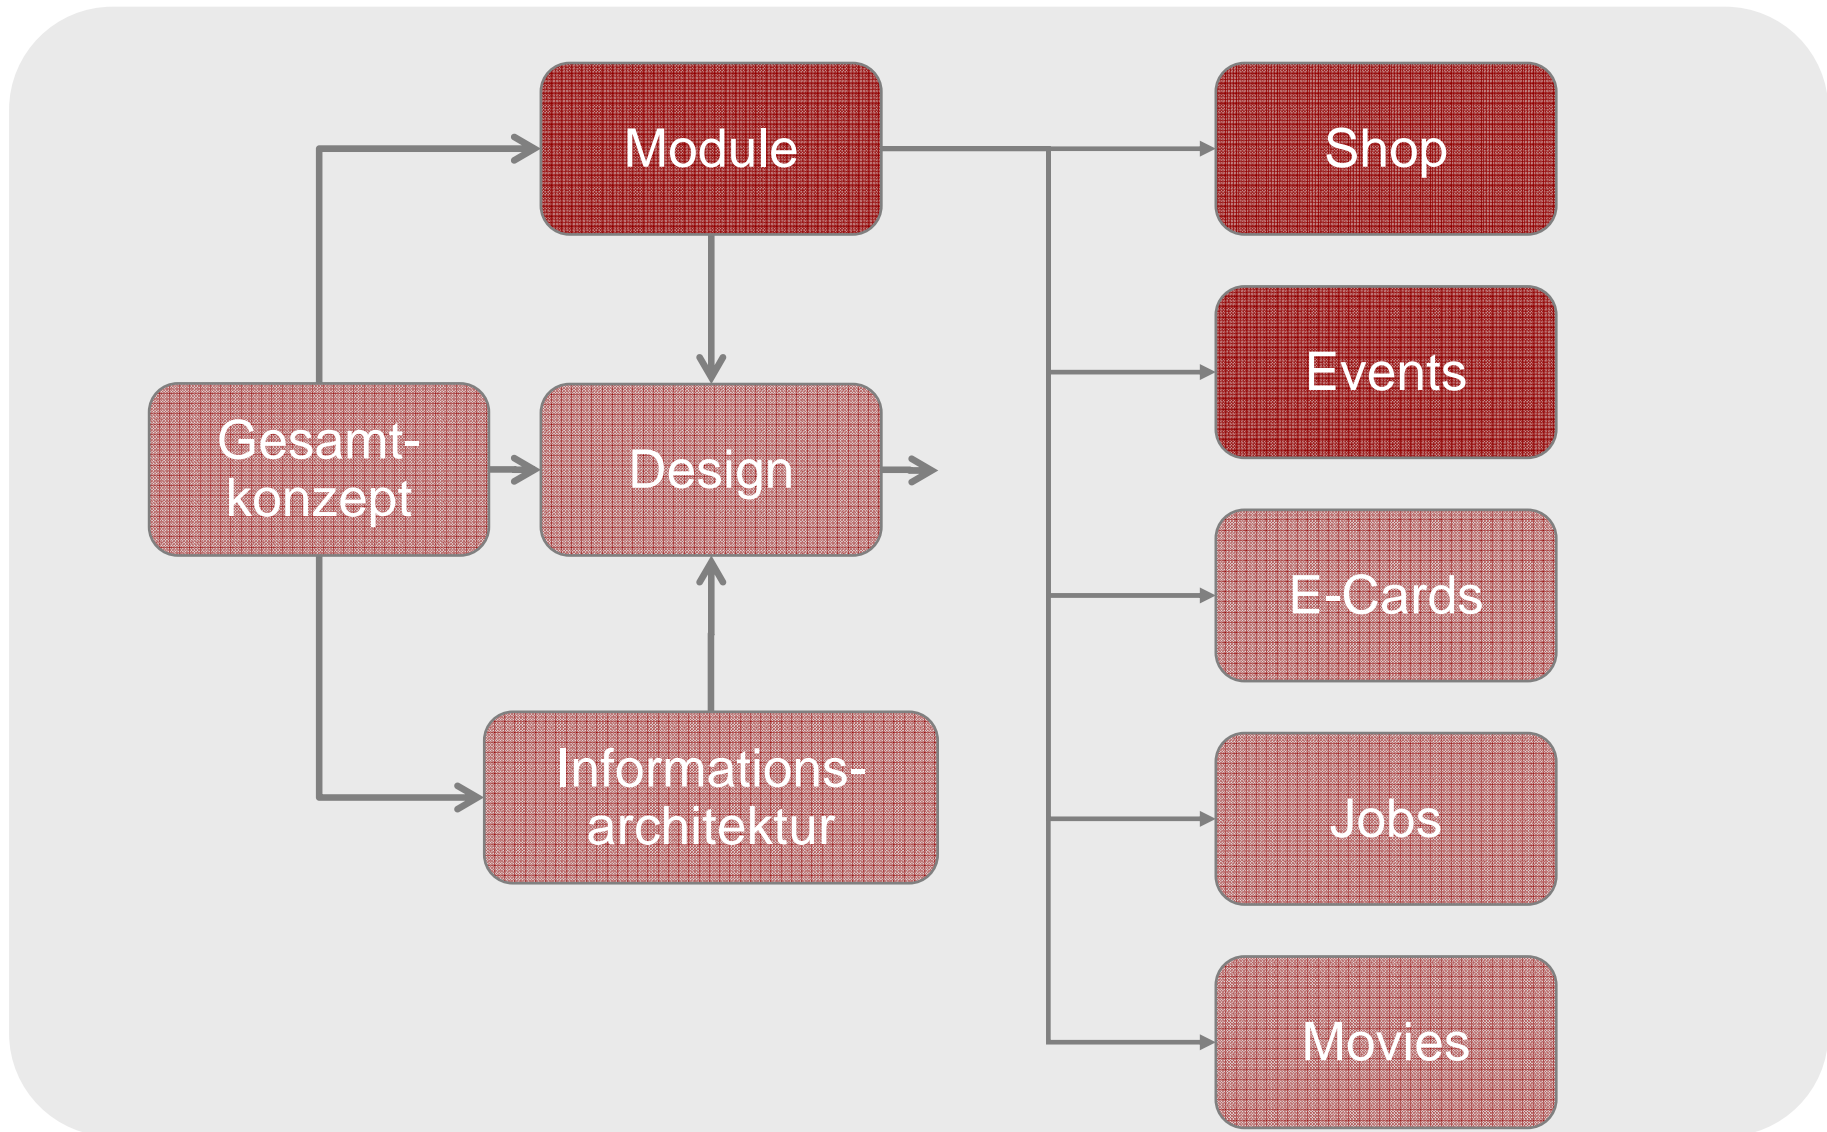 Module
Shop
Events
Gesamt-
konzept
Design
E-Cards
Informations-
architektur
Jobs
Movies